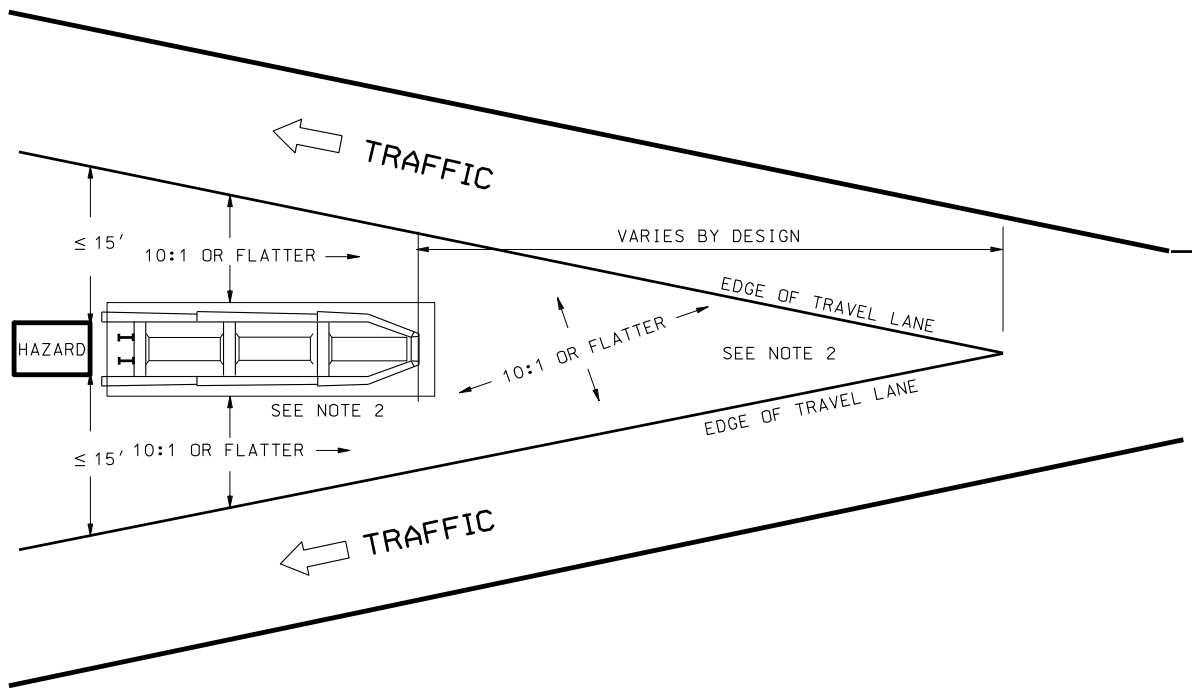 TRAFFIC
VARIES BY DESIGN
≤ 15'
10:1 OR FLATTER
EDGE OF TRAVEL LANE
HAZARD
10:1 OR FLATTER
SEE NOTE 2
SEE NOTE 2
EDGE OF TRAVEL LANE
≤ 15'
10:1 OR FLATTER
TRAFFIC